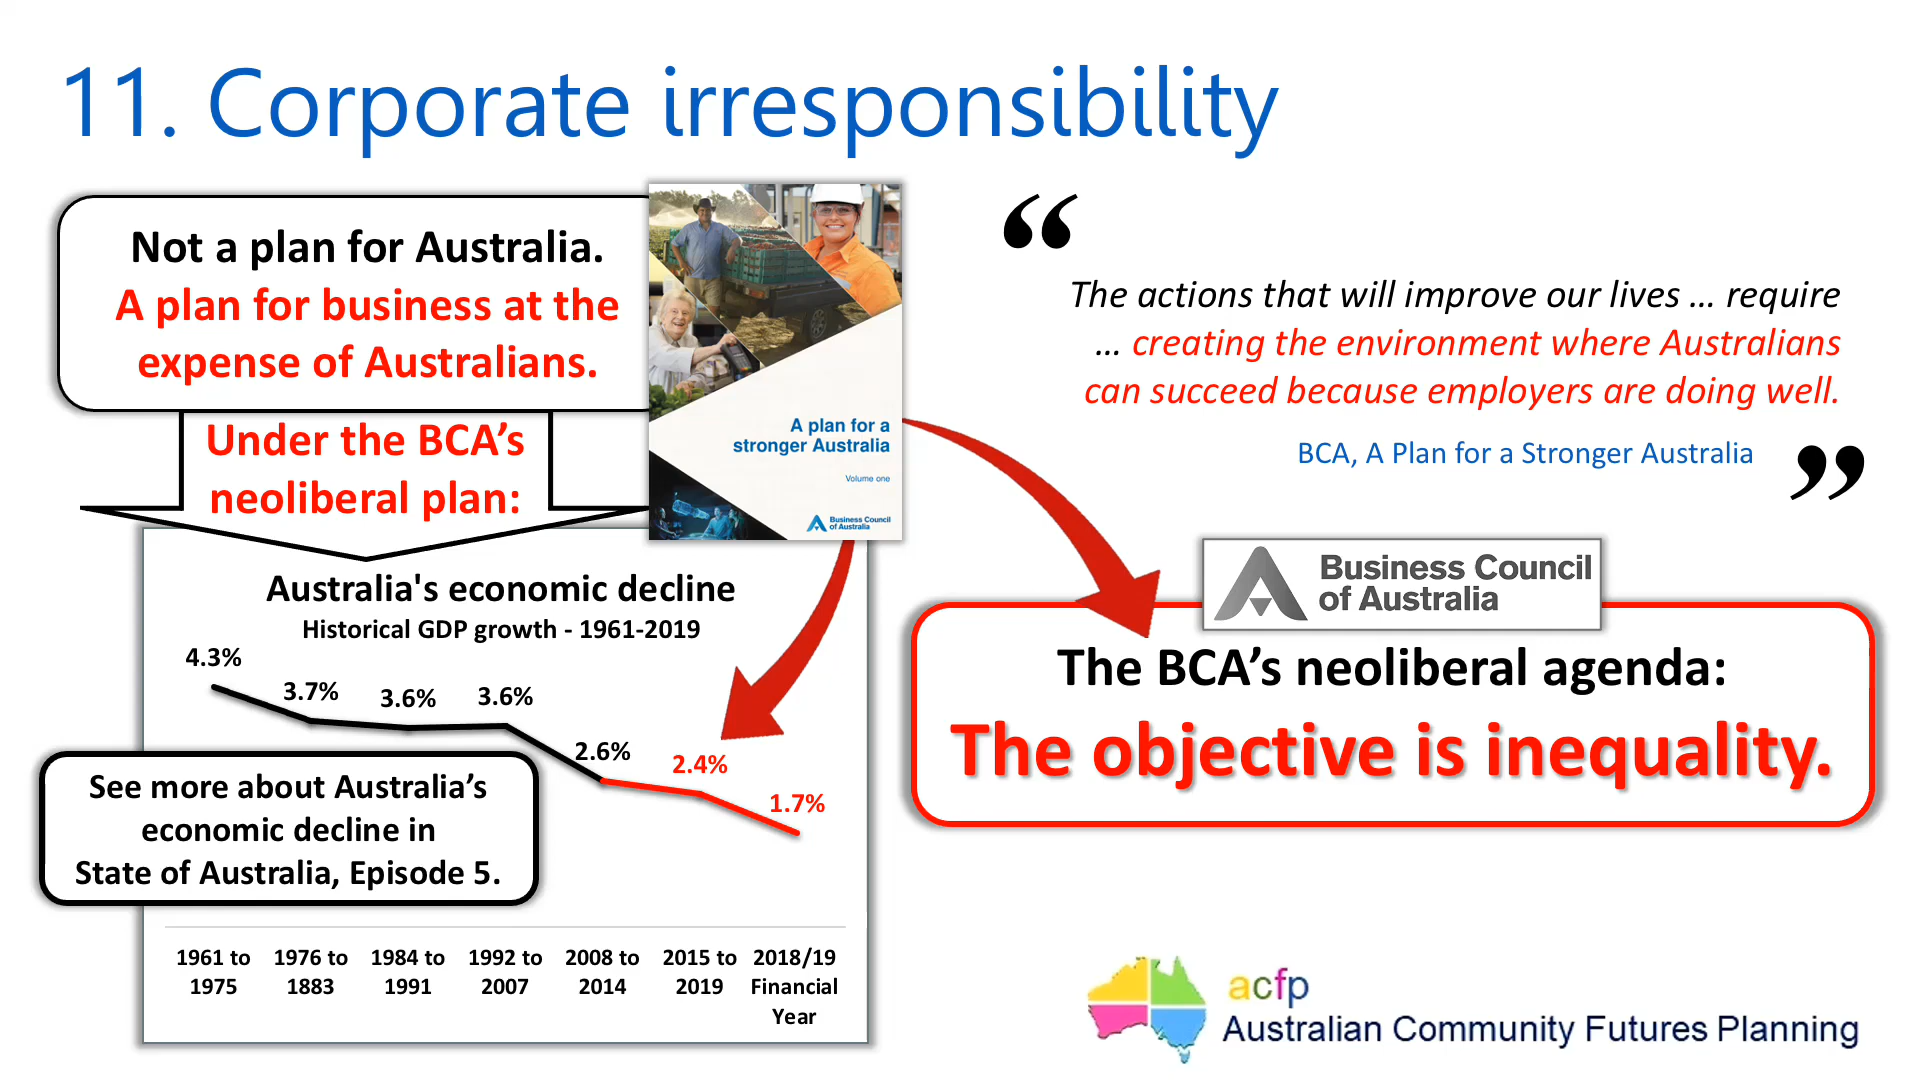 11. Corporate irresponsibility
Not a plan for Australia.
A plan for business at the
expense of Australians.
Under the BCA’s
neoliberal plan:
A plan for a
stronger Australia
Volume one
Business Council
of Australia
“
The actions that will improve our lives ... require
... creating the environment where Australians
can succeed because employers are doing well.
BCA, A Plan for a Stronger Australia
”
Business Council
of Australia
The BCA’s neoliberal agenda:
The objective is inequality.
Australia's economic decline
Historical GDP growth - 1961-2019
4.3%
3.7%
3.6%
3.6%
2.6%
2.4%
1.7%
See more about Australia’s
economic decline in
State of Australia, Episode 5.
1961 to
1975
1976 to
1883
1984 to
1991
1992 to
2007
2008 to
2014
2015 to
2019
2018/19
Financial
Year
acfp
Australian Community Futures Planning